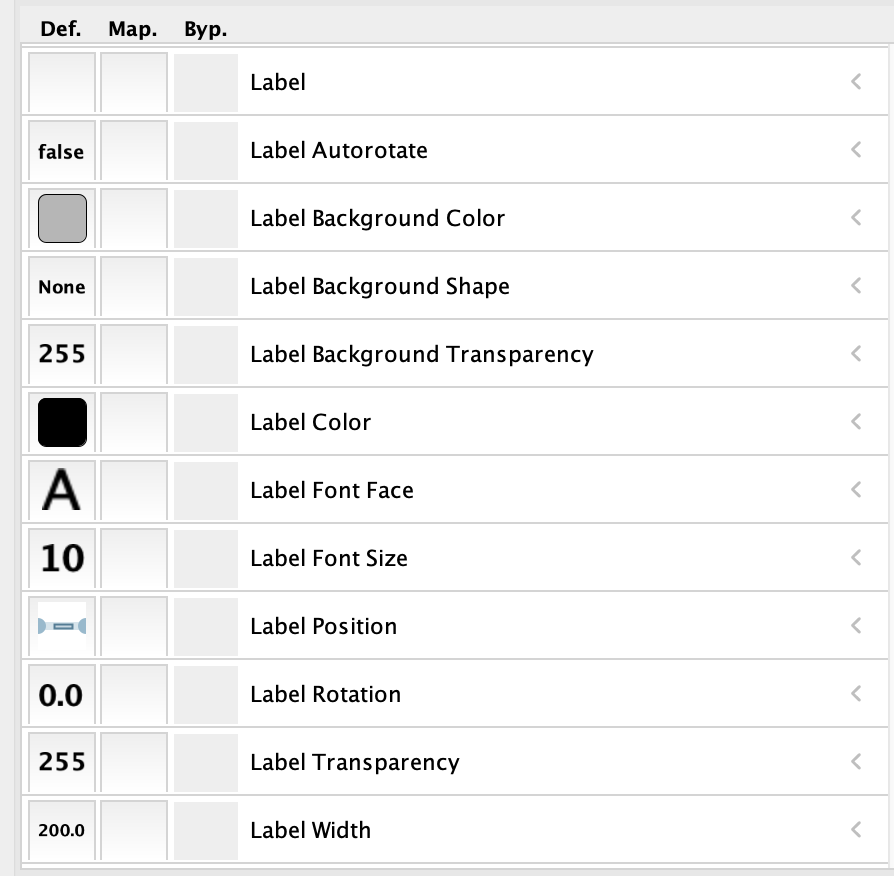 Def. Map. Byp.
Label
false Label Autorotate
Label Background Color
None Label Background Shape
255 Label Background Transparency
Label Color
A Label Font Face
10 Label Font Size
Label Position
0.0 Label Rotation
255 Label Transparency
200.0 Label Width